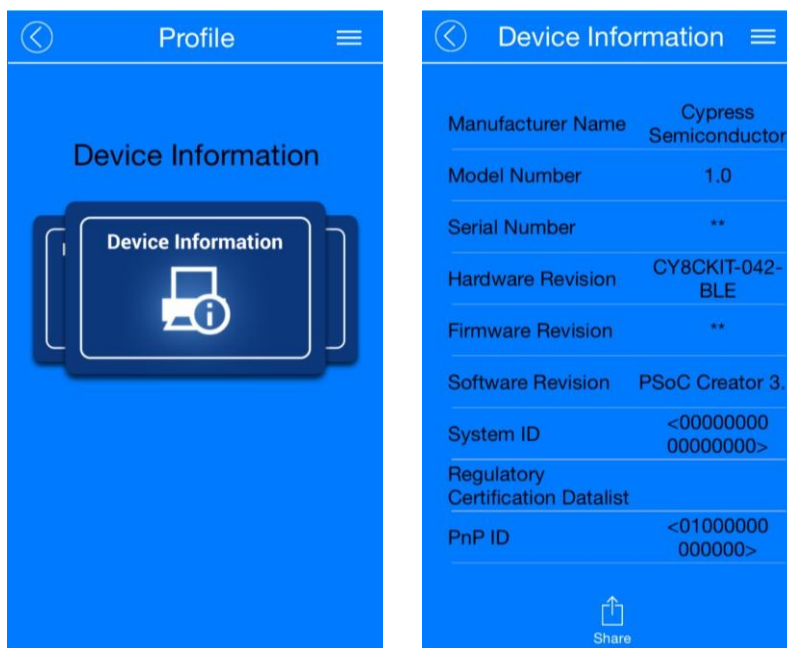 Profile
Device Information
Device Information
Device Information
Manufacturer Name
Cypress
Semiconductor
Model Number
1.0
Serial Number
**
Hardware Revision
CY8CKIT-042-
BLE
Firmware Revision
**
Software Revision
PSoC Creator 3.
System ID
<00000000
00000000>
Regulatory
Certification Datalist
PnP ID
<01000000
000000>
Share